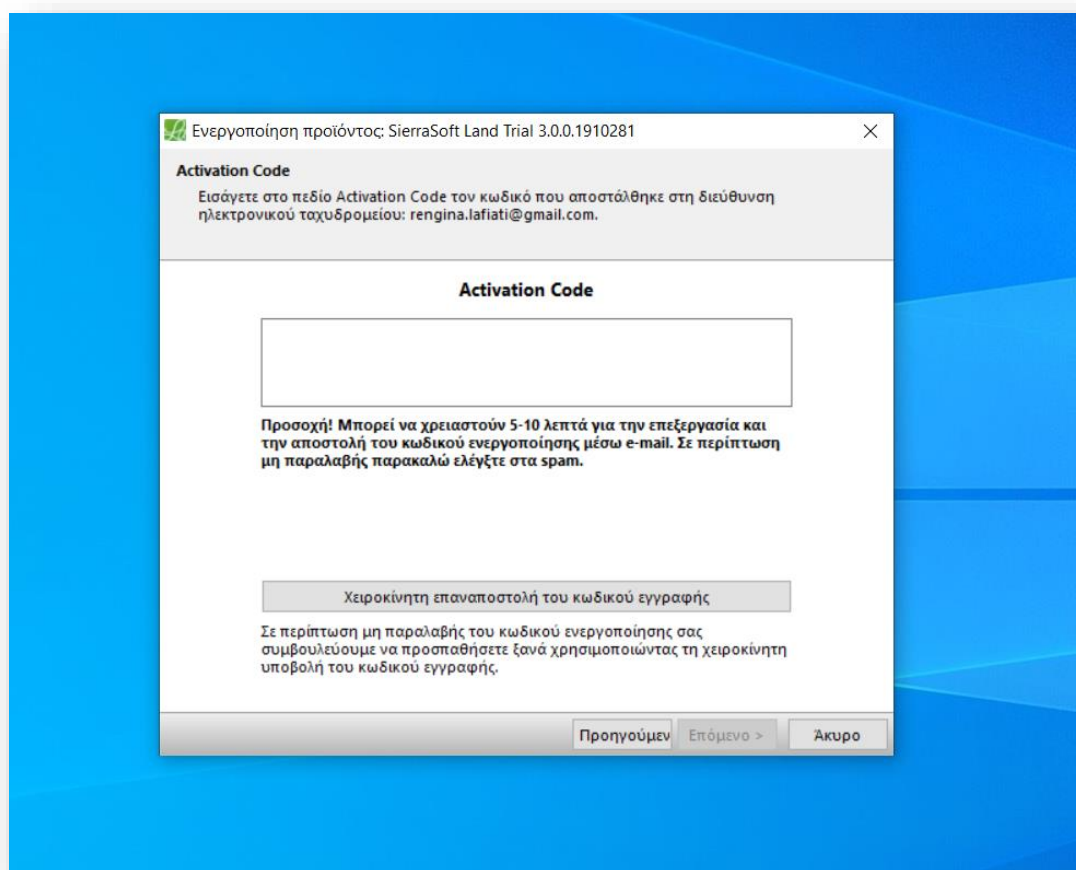 Ενεργοποίηση προϊόντος: SierraSoft Land Trial 3.0.0.1910281
Activation Code
Εισάγετε στο πεδίο Activation Code τον κωδικό που αποστάλθηκε στη διεύθυνση
ηλεκτρονικού ταχυδρομείου: rengina.lafiati@gmail.com.
Activation Code
Προσοχή! Μπορεί να χρειαστούν 5-10 λεπτά για την επεξεργασία και
την αποστολή του κωδικού ενεργοποίησης μέσω e-mail. Σε περίπτωση
μη παραλαβής παρακαλώ ελέγξτε στα spam.
Χειροκίνητη επαναποστολή του κωδικού εγγραφής
Σε περίπτωση μη παραλαβής του κωδικού ενεργοποίησης σας
συμβουλεύουμε να προσπαθήσετε ξανά χρησιμοποιώντας τη χειροκίνητη
υποβολή του κωδικού εγγραφής.
Προηγούμεν Επόμενο > Άκυρο